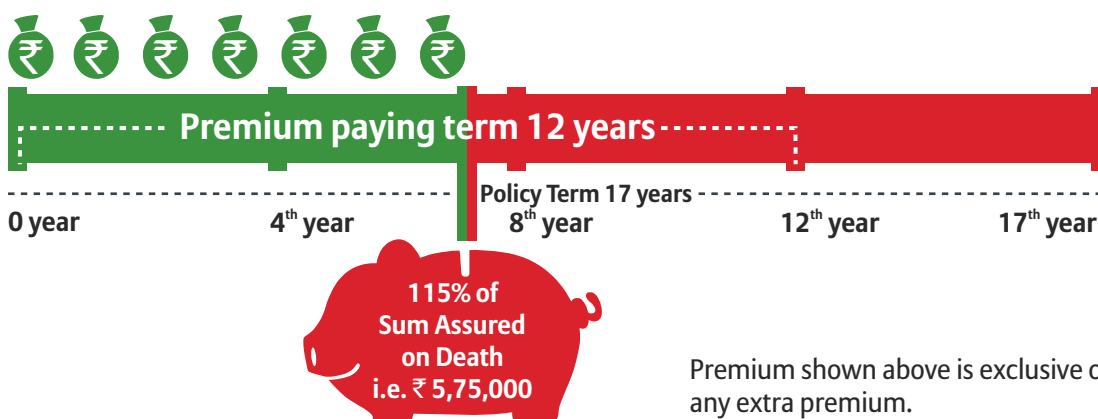 ₹ ₹ ₹ ₹ ₹ ₹ ₹
Premium paying term 12 years
Policy Term 17 years
0 year 4th year 8th year 12th year 17th year
115% of
Sum Assured
on Death
i.e. ₹ 5,75,000
Premium shown above is exclusive
any extra premium.